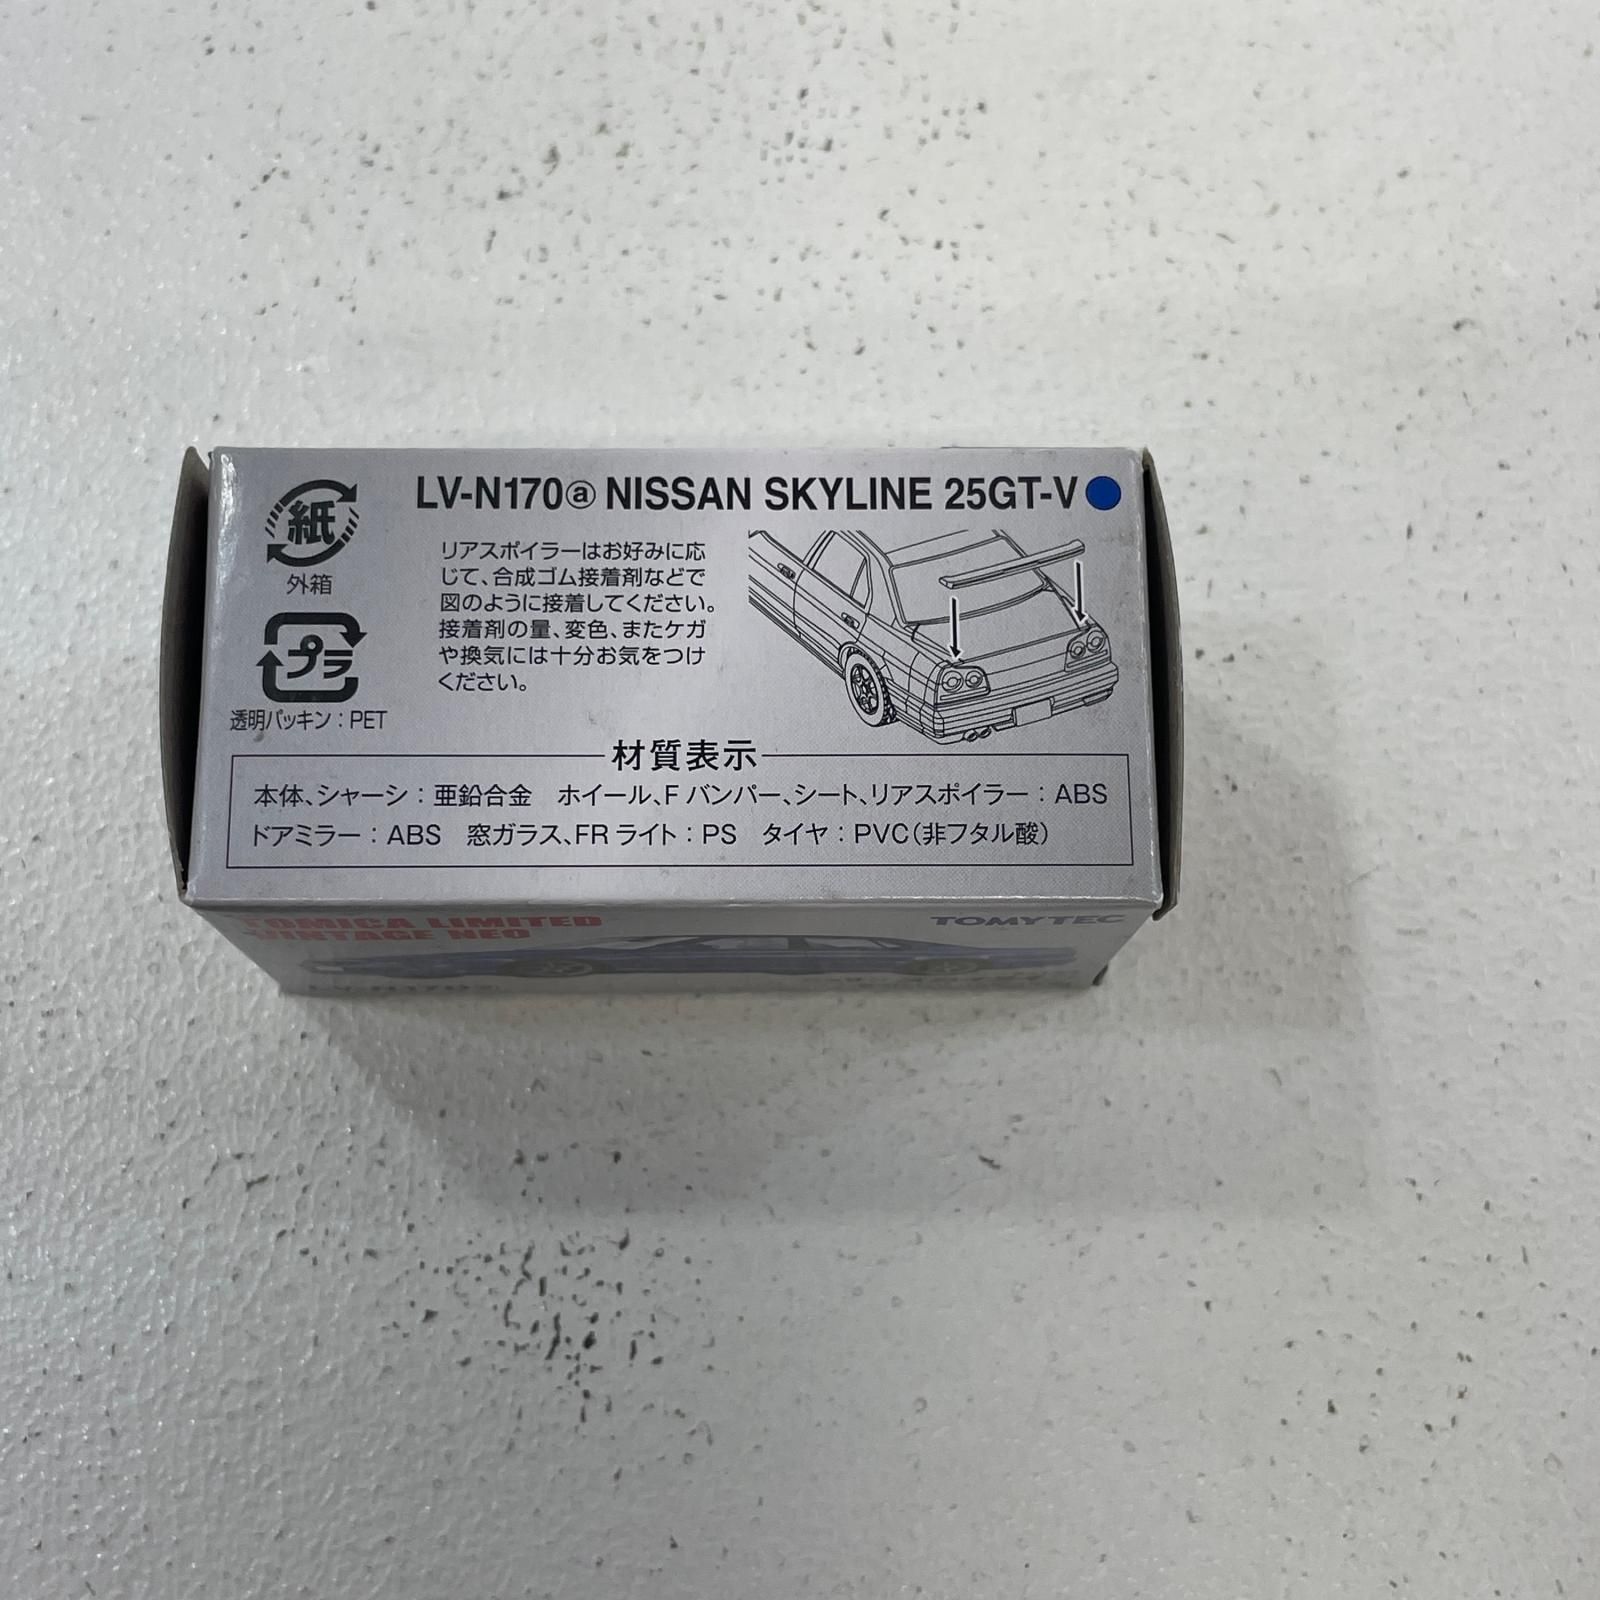 LV-N170ⓐ NISSAN SKYLINE 25GT-V
紙
外箱
プラ
透明パッキン：PET
リアスポイラーはお好みに応
じて、合成ゴム接着剤などで
図のように接着してください。
接着剤の量、変色、またケガ
や換気には十分お気をつけ
ください。
材質表示
本体、シャーシ：亜鉛合金　ホイール、F バンパー、シート、リアスポイラー：ABS
ドアミラー：ABS　窓ガラス、FR ライト：PS　タイヤ：PVC（非フタル酸）
TOMICA LIMITED
VINTAGE NEO
TOMYTEC
LV-N170